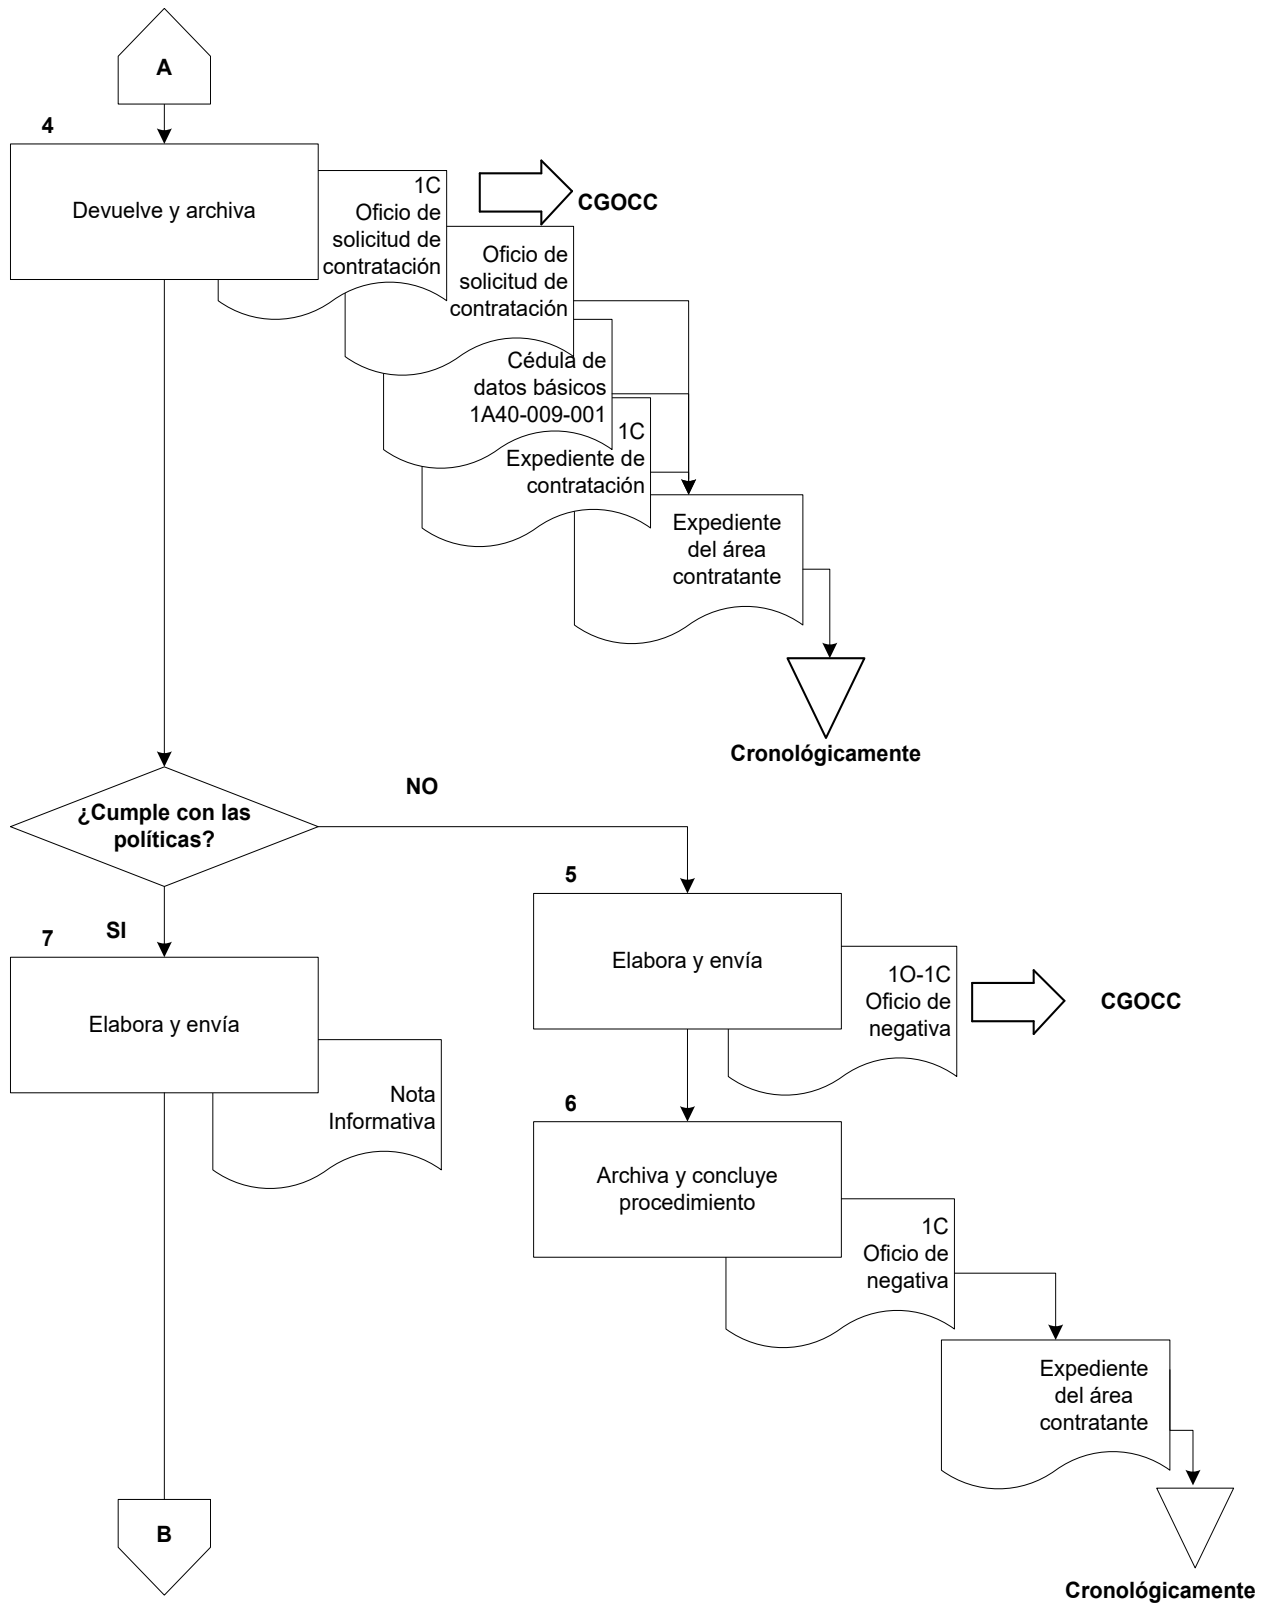 A
4
Devuelve y archiva
1C
Oficio de
solicitud de
contratación
CGOCC
Oficio de
solicitud de
contratación
Cédula de
datos básicos
1A40-009-001
1C
Expediente de
contratación
Expediente
del área
contratante
Cronológicamente
¿Cumple con las
políticas?
NO
SI
5
Elabora y envía
1O-1C
Oficio de
negativa
CGOCC
7
Elabora y envía
Nota
Informativa
6
Archiva y concluye
procedimiento
1C
Oficio de
negativa
Expediente
del área
contratante
Cronológicamente
B